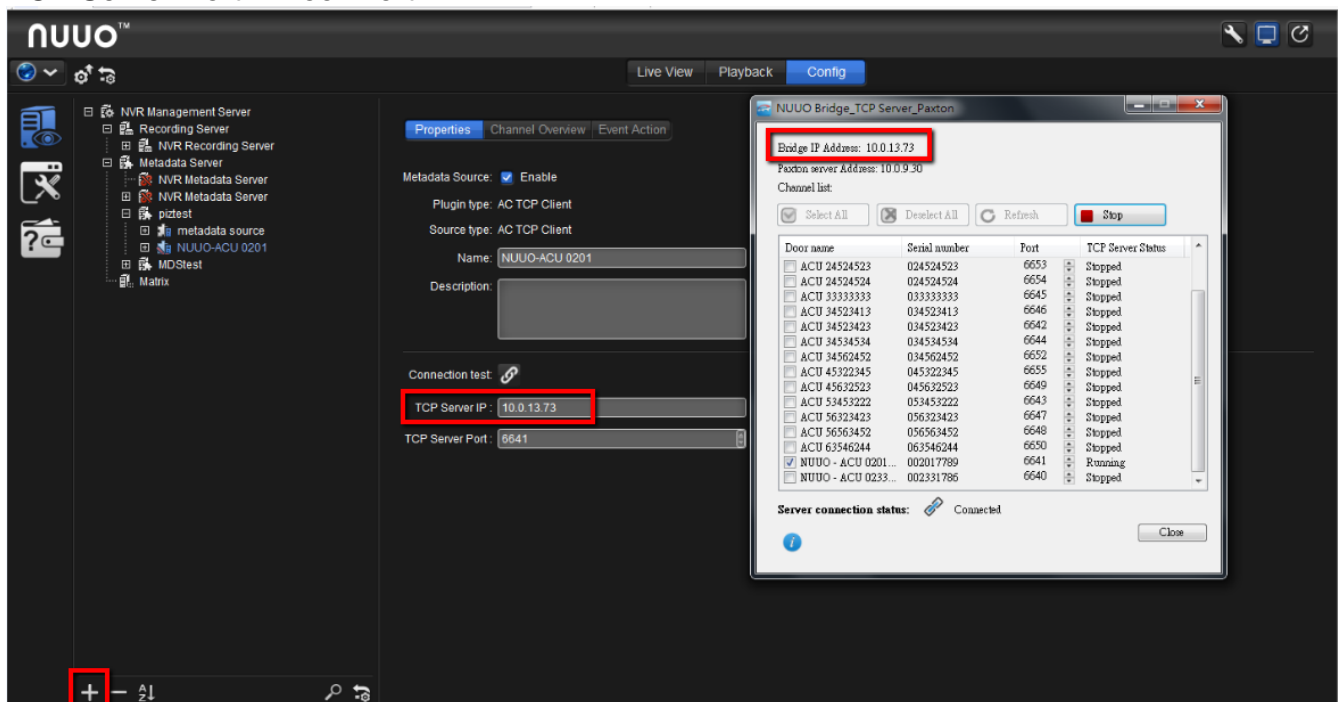 nuuo™
Live View Playback Config
NVR Management Server
Recording Server
NVR Recording Server
Metadata Server
NVR Metadata Server
NVR Metadata Server
piztest
metadata source
NUUO-ACU 0201
MDStest
Matrix
Properties Channel Overview Event Action
Metadata Source: Enable
Plugin type: AC TCP Client
Source type: AC TCP Client
Name: NUUO-ACU 0201
Description:
Connection test:
TCP Server IP : 10.0.13.73
TCP Server Port : 6641
NUUO Bridge_TCP Server_Paxton
Bridge IP Address: 10.0.13.73
Paxton server Address: 10.0.9.30
Channel list:
Select All Deselect All Refresh Stop
Door name Serial number Port TCP Server Status
ACU 24524523 024524523 6653 Stopped
ACU 24524524 024524524 6654 Stopped
ACU 33333333 033333333 6645 Stopped
ACU 34523413 034523413 6646 Stopped
ACU 34523423 034523423 6642 Stopped
ACU 34534534 034534534 6644 Stopped
ACU 34562452 034562452 6652 Stopped
ACU 45322345 045322345 6655 Stopped
ACU 45632523 045632523 6649 Stopped
ACU 53453222 053453222 6643 Stopped
ACU 56323423 056323423 6647 Stopped
ACU 56563452 056563452 6648 Stopped
ACU 63546244 063546244 6650 Stopped
NUUO - ACU 0201... 002017789 6641 Running
NUUO - ACU 0233... 002331786 6640 Stopped
Server connection status: Connected
Close